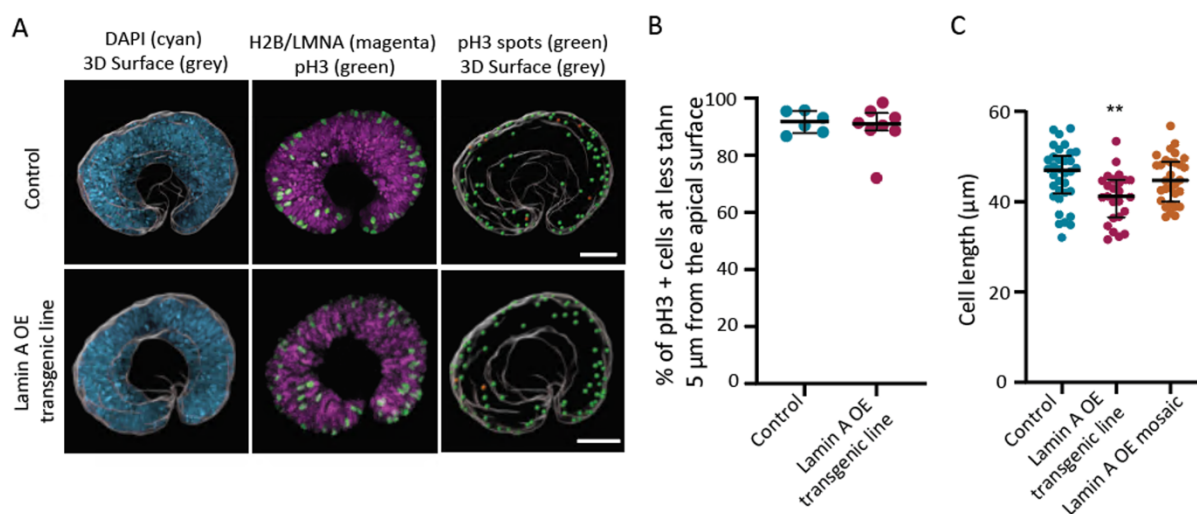 A
DAPI (cyan)
3D Surface (grey)
H2B/LMNA (magenta)
pH3 (green)
pH3 spots (green)
3D Surface (grey)
Control
Lamin A OE
transgenic line
B
% of pH3 + cells at less tahn
5 µm from the apical surface
100
80
60
40
20
0
Control
Lamin A OE
transgenic line
C
**
Cell length (µm)
60
40
20
0
Control
Lamin A OE
transgenic line
Lamin A OE mosaic